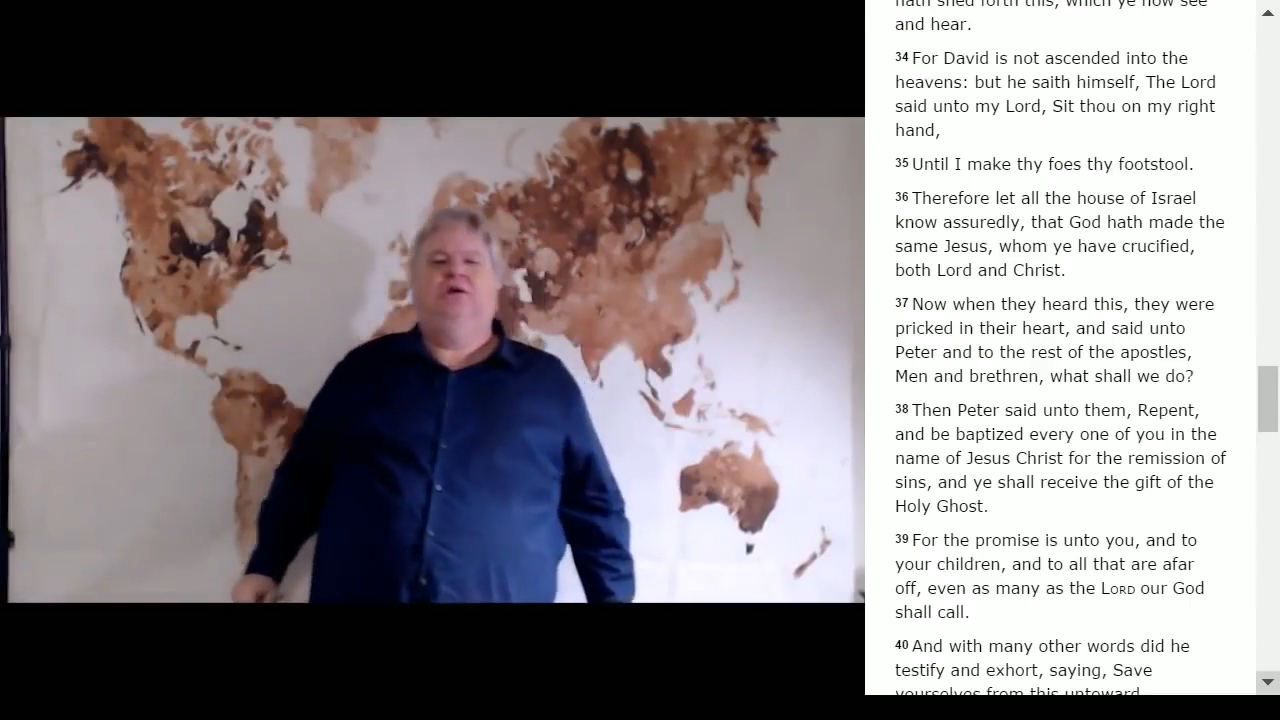 hath shed forth this, which ye now see
and hear.
34 For David is not ascended into the
heavens: but he saith himself, The Lord
said unto my Lord, Sit thou on my right
hand,
35 Until I make thy foes thy footstool.
36 Therefore let all the house of Israel
know assuredly, that God hath made the
same Jesus, whom ye have crucified,
both Lord and Christ.
37 Now when they heard this, they were
pricked in their heart, and said unto
Peter and to the rest of the apostles,
Men and brethren, what shall we do?
38 Then Peter said unto them, Repent,
and be baptized every one of you in the
name of Jesus Christ for the remission of
sins, and ye shall receive the gift of the
Holy Ghost.
39 For the promise is unto you, and to
your children, and to all that are afar
off, even as many as the LORD our God
shall call.
40 And with many other words did he
testify and exhort, saying, Save
yourselves from this untoward